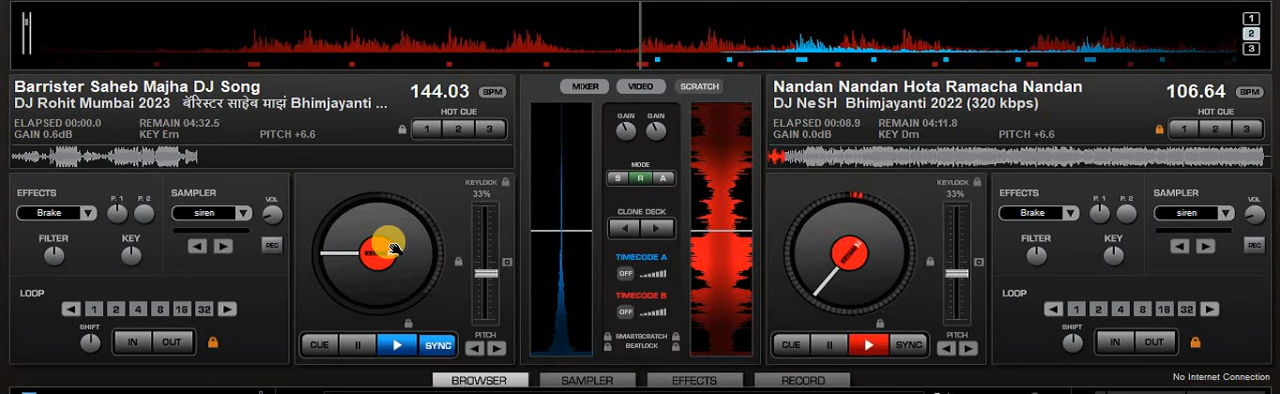 1
2
3
Barrister Saheb Majha DJ Song
144.03 BPM
DJ Rohit Mumbai 2023 बॅरिस्टर साहेब माझं Bhimjayanti ...
HOT CUE
ELAPSED 00:00.0 REMAIN 04:32.5
1 2 3
GAIN 0.6dB KEY Em PITCH +6.6
MIXER VIDEO SCRATCH
GAIN GAIN
MODE
S R A
CLONE DECK
TIMECODE A
OFF
TIMECODE B
OFF
SMARTSCRATCH
BEATLOCK
Nandan Nandan Hota Ramacha Nandan
106.64 BPM
DJ NeSH Bhimjayanti 2022 (320 kbps)
HOT CUE
ELAPSED 00:08.9 REMAIN 04:11.8
1 2 3
GAIN 0.0dB KEY Dm PITCH +6.6
EFFECTS P. 1 P. 2 SAMPLER
Brake siren VOL
FILTER KEY REC
LOOP
1 2 4 8 16 32
SHIFT
IN OUT
KEYLOCK
33%
PITCH
CUE SYNC
KEYLOCK
33%
PITCH
CUE SYNC
EFFECTS P. 1 P. 2 SAMPLER
Brake siren VOL
FILTER KEY REC
LOOP
1 2 4 8 16 32
SHIFT
IN OUT
BROWSER SAMPLER EFFECTS RECORD
No Internet Connection